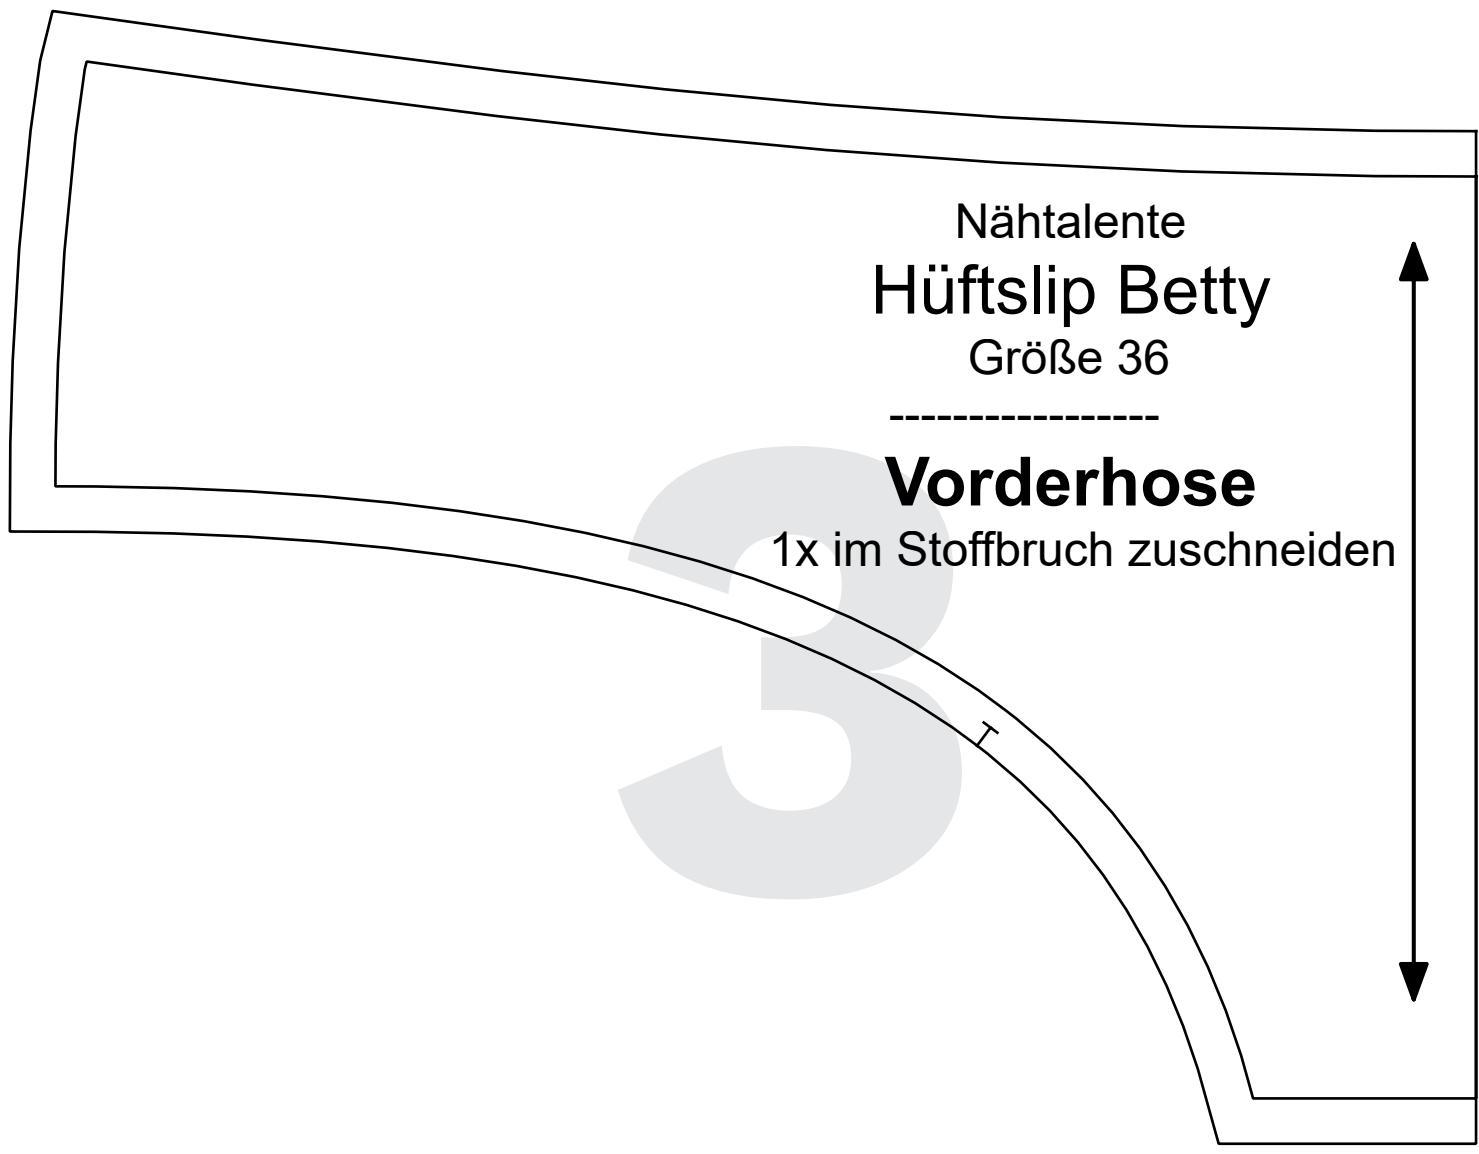 Nähtalente
Hüftslip Betty
Größe 36
-----------------
Vorderhose
1x im Stoffbruch zuschneiden
3